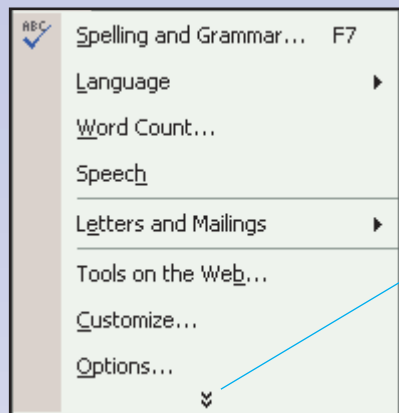 ABC
Spelling and Grammar... F7
Language
Word Count...
Speech
Letters and Mailings
Tools on the Web...
Customize...
Options...